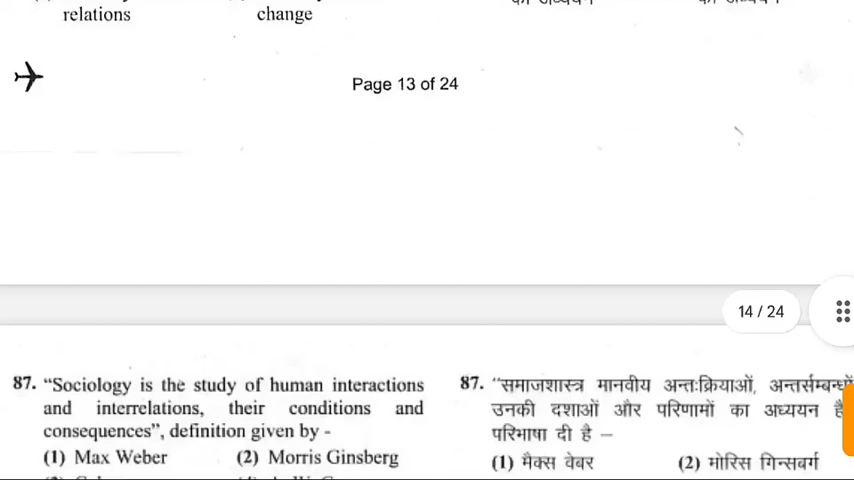 relations change
Page 13 of 24
14 / 24
87. “Sociology is the study of human interactions
and interrelations, their conditions and
consequences”, definition given by -
(1) Max Weber (2) Morris Ginsberg
87. “समाजशास्त्र मानवीय अन्तःक्रियाओं, अन्तर्सम्बन्धों
उनकी दशाओं और परिणामों का अध्ययन है
परिभाषा दी है –
(1) मैक्स वेबर (2) मोरिस गिन्सबर्ग